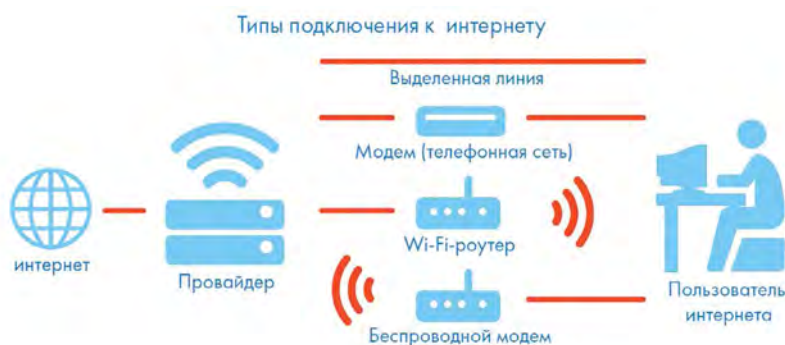 Типы подключения к интернету
Выделенная линия
Модем (телефонная сеть)
Wi-Fi-роутер
интернет
Провайдер
Беспроводной модем
Пользователь
интернета